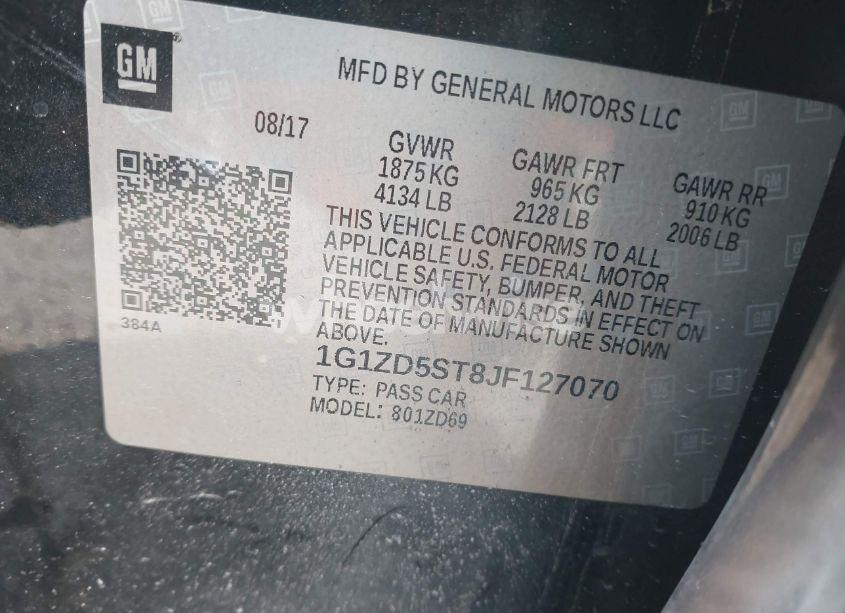 GM
MFD BY GENERAL MOTORS LLC
08/17
GVWR
1875 KG
4134 LB
GAWR FRT
965 KG
2128 LB
GAWR RR
910 KG
2006 LB
THIS VEHICLE CONFORMS TO ALL
APPLICABLE U.S. FEDERAL MOTOR
VEHICLE SAFETY, BUMPER, AND THEFT
PREVENTION STANDARDS IN EFFECT ON
THE DATE OF MANUFACTURE SHOWN
ABOVE.
384A
1G1ZD5ST8JF127070
TYPE: PASS CAR
MODEL: 801ZD69